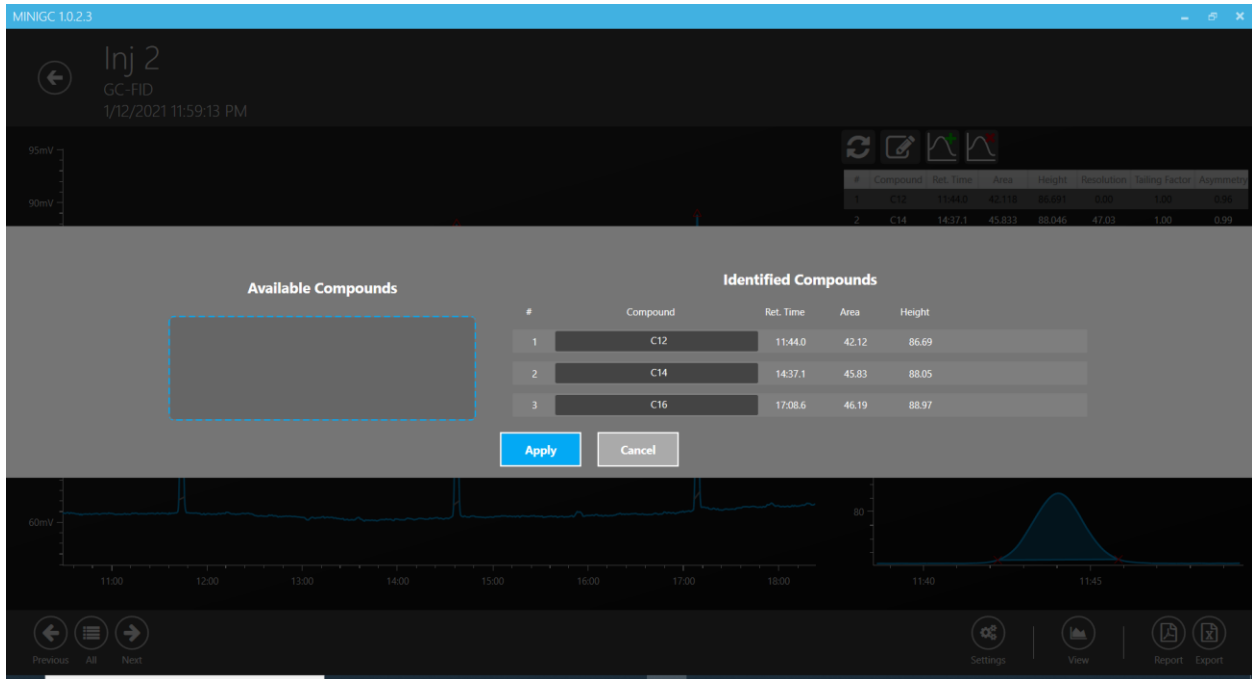 MINIGC 1.0.2.3
Inj 2
GC-FID
1/12/2021 11:59:13 PM
95mV
90mV
# Compound Ret. Time Area Height Resolution Tailing Factor Asymmetry
1 C12 11:44.0 42.118 86.691 0.00 1.00 0.96
2 C14 14:37.1 45.833 88.046 47.03 1.00 0.99
Available Compounds
Identified Compounds
# Compound Ret. Time Area Height
1 C12 11:44.0 42.12 86.69
2 C14 14:37.1 45.83 88.05
3 C16 17:08.6 46.19 88.97
Apply Cancel
60mV
80
11:00 12:00 13:00 14:00 15:00 16:00 17:00 18:00
11:40 11:45
Previous All Next
Settings View Report Export